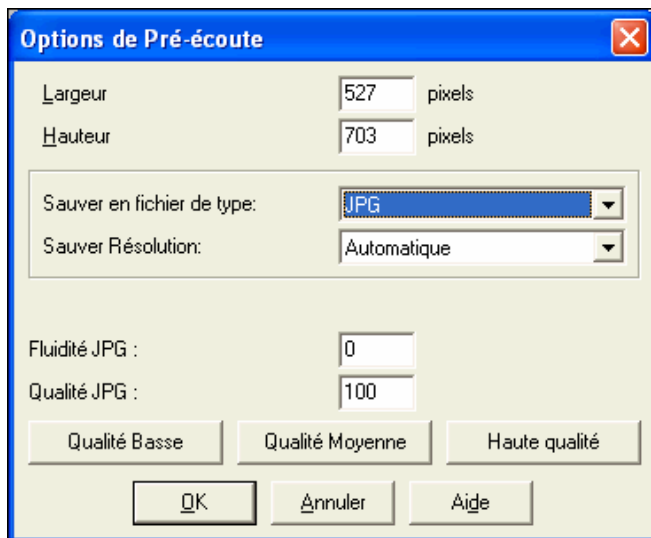 Options de Pré-écoute
Largeur 527 pixels
Hauteur 703 pixels
Sauver en fichier de type: JPG
Sauver Résolution: Automatique
Fluidité JPG : 0
Qualité JPG : 100
Qualité Basse Qualité Moyenne Haute qualité
OK Annuler Aide